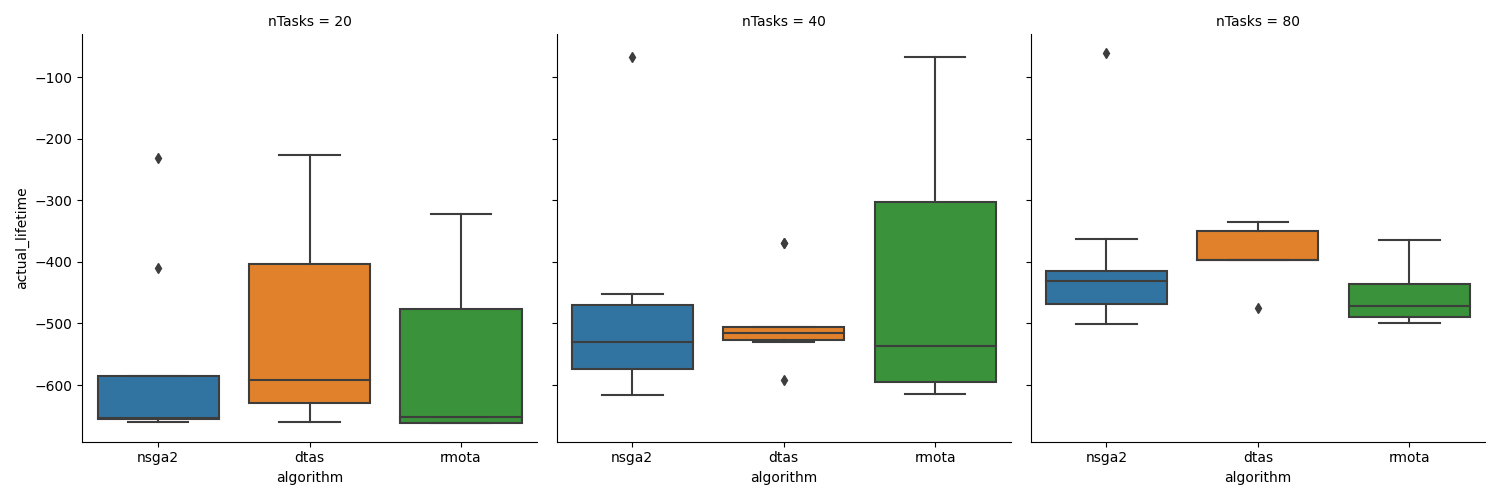 nTasks = 20
nTasks = 40
nTasks = 80
actual_lifetime
−100
−200
−300
−400
−500
−600
nsga2 dtas rmota
algorithm
nsga2 dtas rmota
algorithm
nsga2 dtas rmota
algorithm